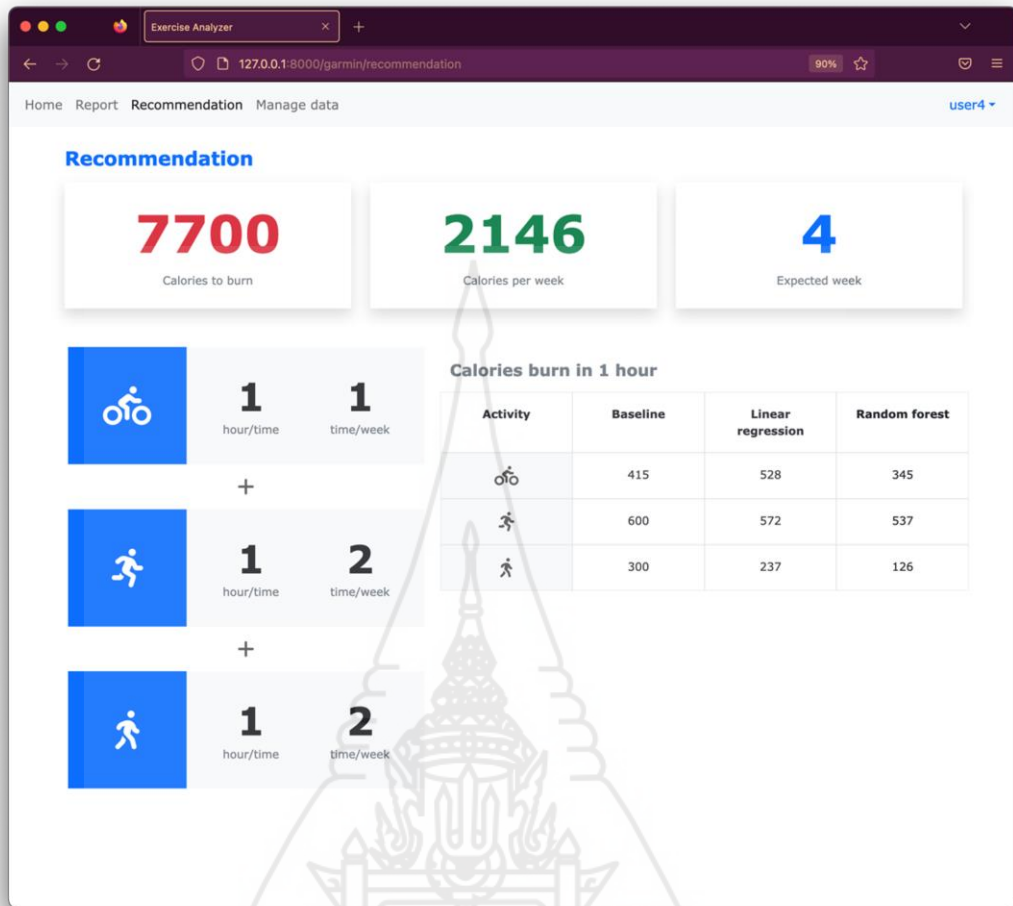 Exercise Analyzer
127.0.0.1:8000/garmin/recommendation
90%
Home Report Recommendation Manage data
user4
Recommendation
7700
Calories to burn
2146
Calories per week
4
Expected week
1
hour/time
1
time/week
+
1
hour/time
2
time/week
+
1
hour/time
2
time/week
Calories burn in 1 hour
Activity Baseline Linear regression Random forest
415 528 345
600 572 537
300 237 126